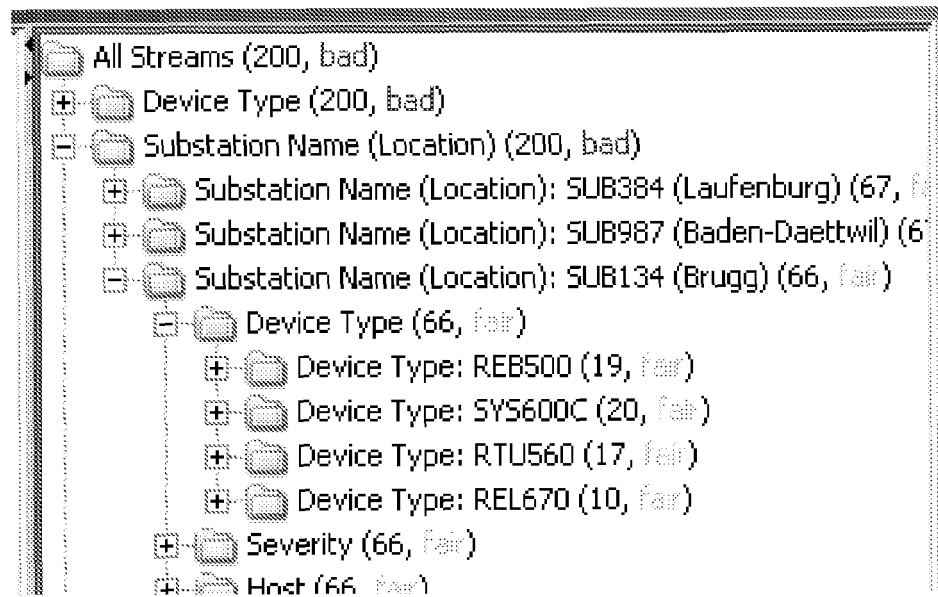 All Streams (200, bad)
Device Type (200, bad)
Substation Name (Location) (200, bad)
Substation Name (Location): SUB384 (Laufenburg) (67,
Substation Name (Location): SUB987 (Baden-Daettwil) (6
Substation Name (Location): SUB134 (Brugg) (66, fair)
Device Type (66, fair)
Device Type: REB500 (19, fair)
Device Type: SYS600C (20, fair)
Device Type: RTU560 (17, fair)
Device Type: REL670 (10, fair)
Severity (66, fair)
Host (66, fair)